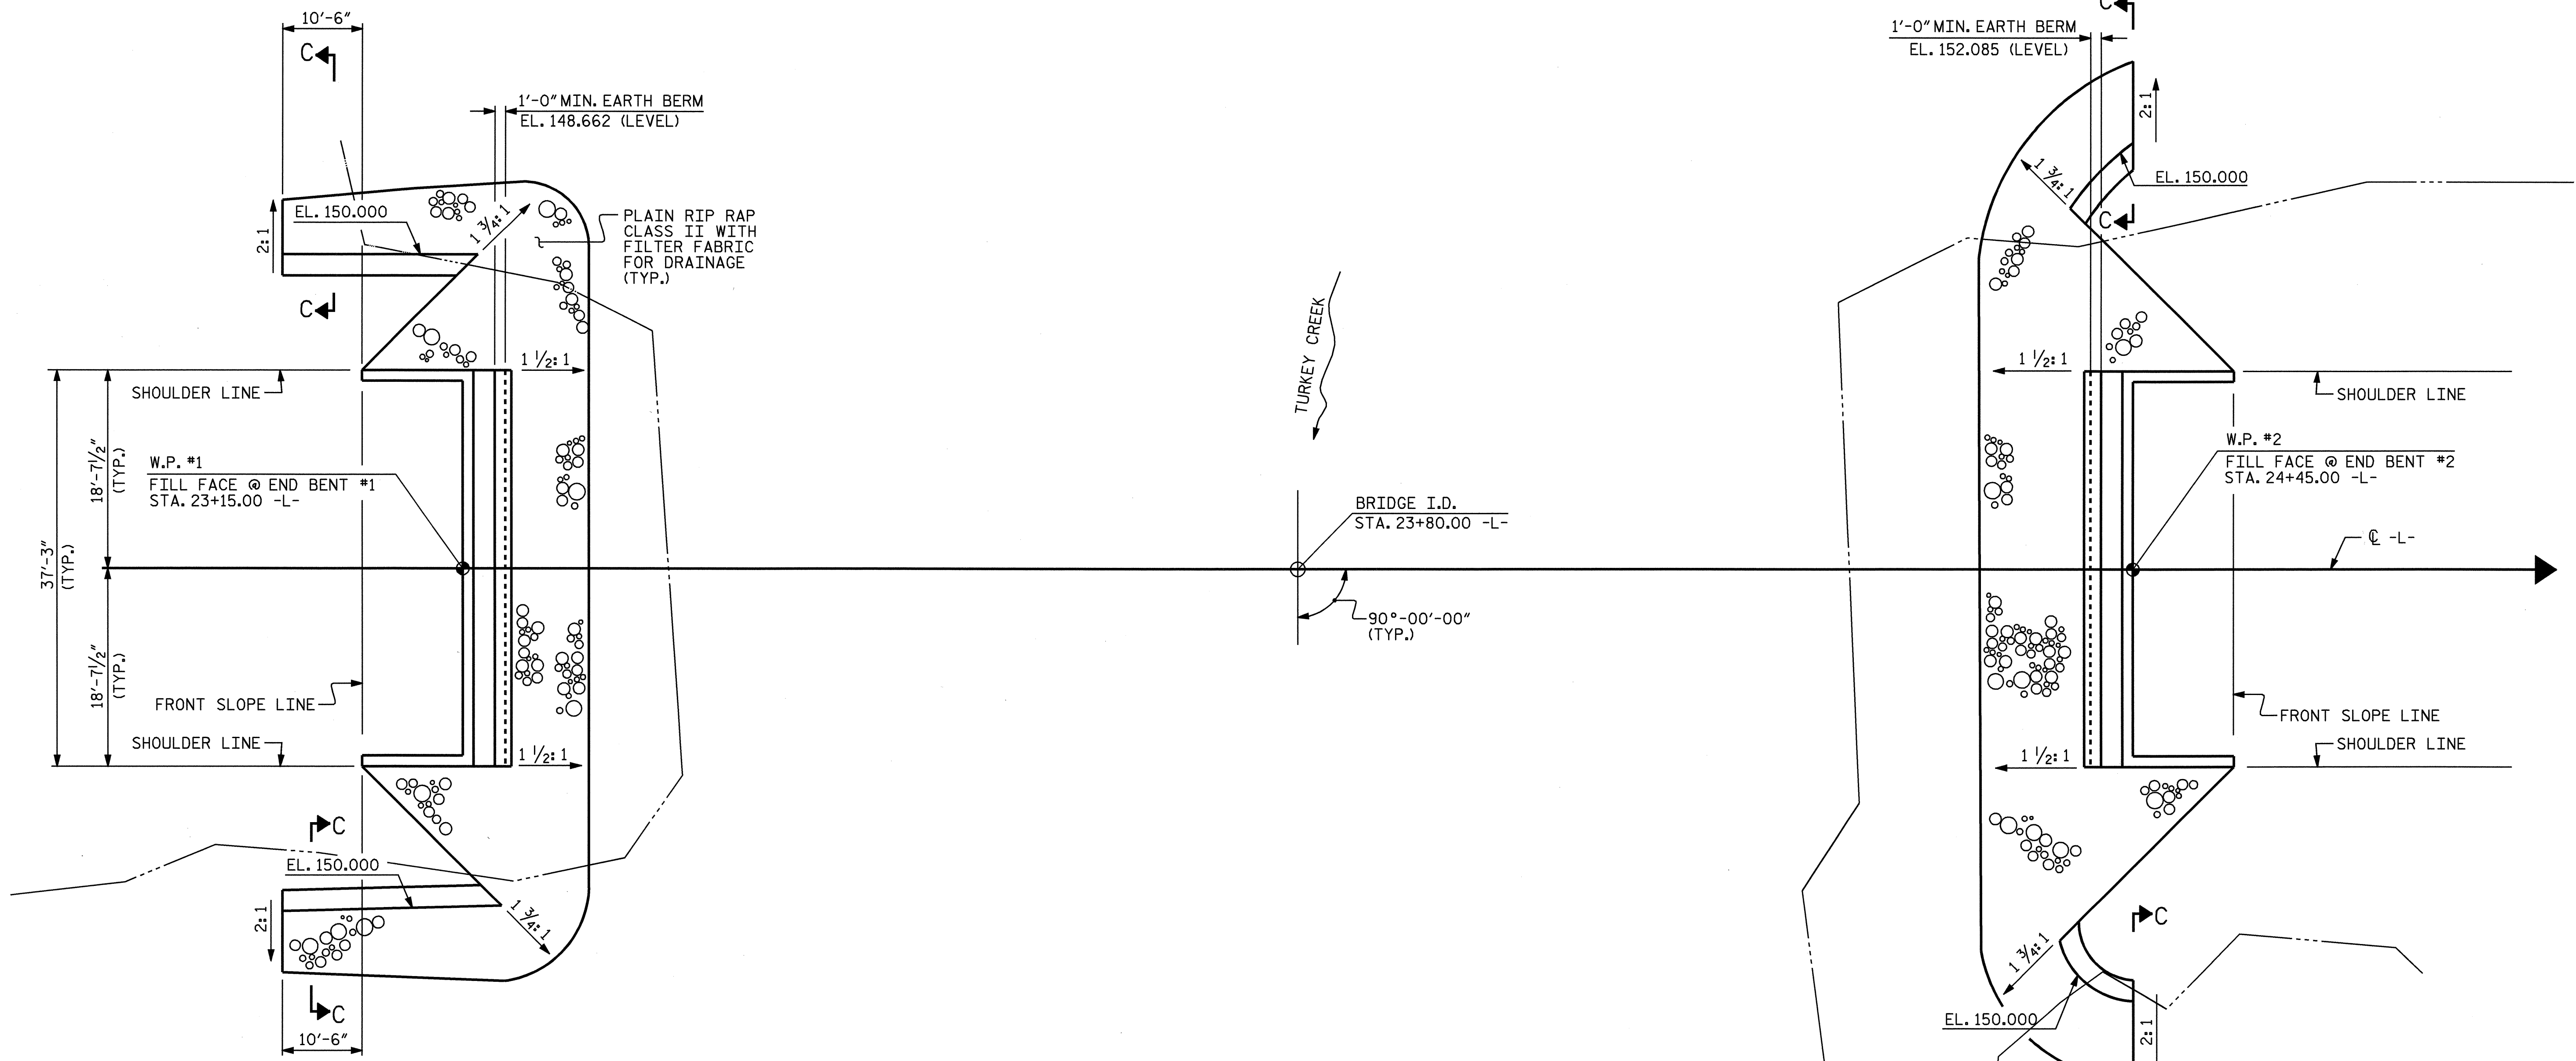 10'-6"
C
1'-0" MIN. EARTH BERM
EL. 148.662 (LEVEL)
EL. 150.000
2:1
1 3/4:1
PLAIN RIP RAP
CLASS II WITH
FILTER FABRIC
FOR DRAINAGE
(TYP.)
C
1 1/2:1
SHOULDER LINE
18'-7 1/2"
(TYP.)
37'-3"
(TYP.)
W.P. #1
FILL FACE @ END BENT #1
STA. 23+15.00 -L-
18'-7 1/2"
(TYP.)
FRONT SLOPE LINE
SHOULDER LINE
1 1/2:1
C
EL. 150.000
2:1
1 3/4:1
C
10'-6"
TURKEY CREEK
BRIDGE I.D.
STA. 23+80.00 -L-
90°-00'-00"
(TYP.)
C
1'-0" MIN. EARTH BERM
EL. 152.085 (LEVEL)
2:1
1 3/4:1
EL. 150.000
C
1 1/2:1
SHOULDER LINE
W.P. #2
FILL FACE @ END BENT #2
STA. 24+45.00 -L-
℄ -L-
FRONT SLOPE LINE
SHOULDER LINE
1 1/2:1
C
1 3/4:1
EL. 150.000
2:1